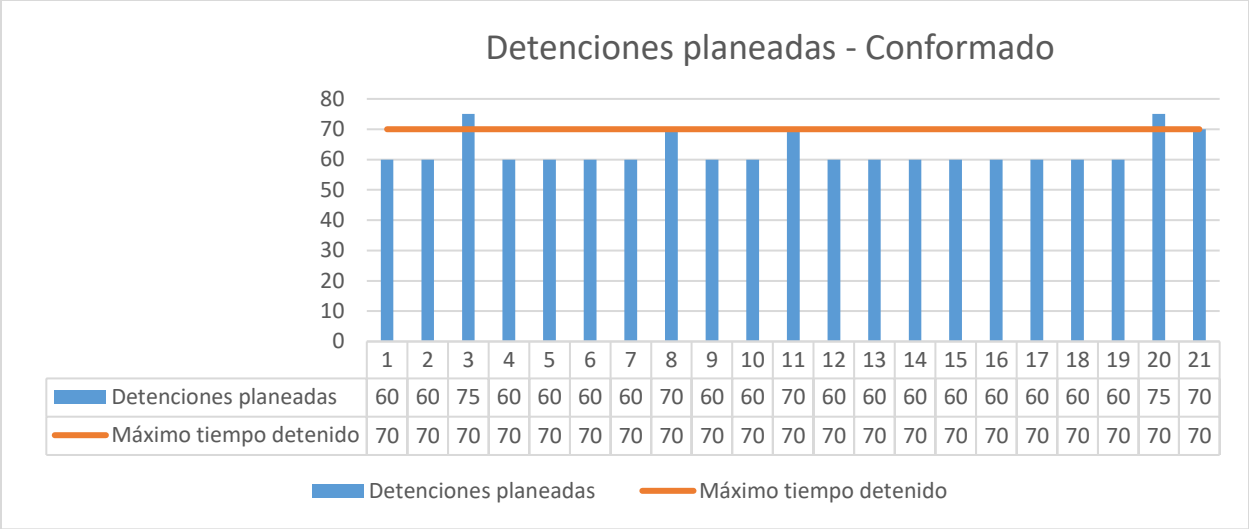 Detenciones planeadas - Conformado
80
70
60
50
40
30
20
10
0
1 2 3 4 5 6 7 8 9 10 11 12 13 14 15 16 17 18 19 20 21
Detenciones planeadas 60 60 75 60 60 60 60 70 60 60 70 60 60 60 60 60 60 60 60 75 70
Máximo tiempo detenido 70 70 70 70 70 70 70 70 70 70 70 70 70 70 70 70 70 70 70 70 70
Detenciones planeadas Máximo tiempo detenido